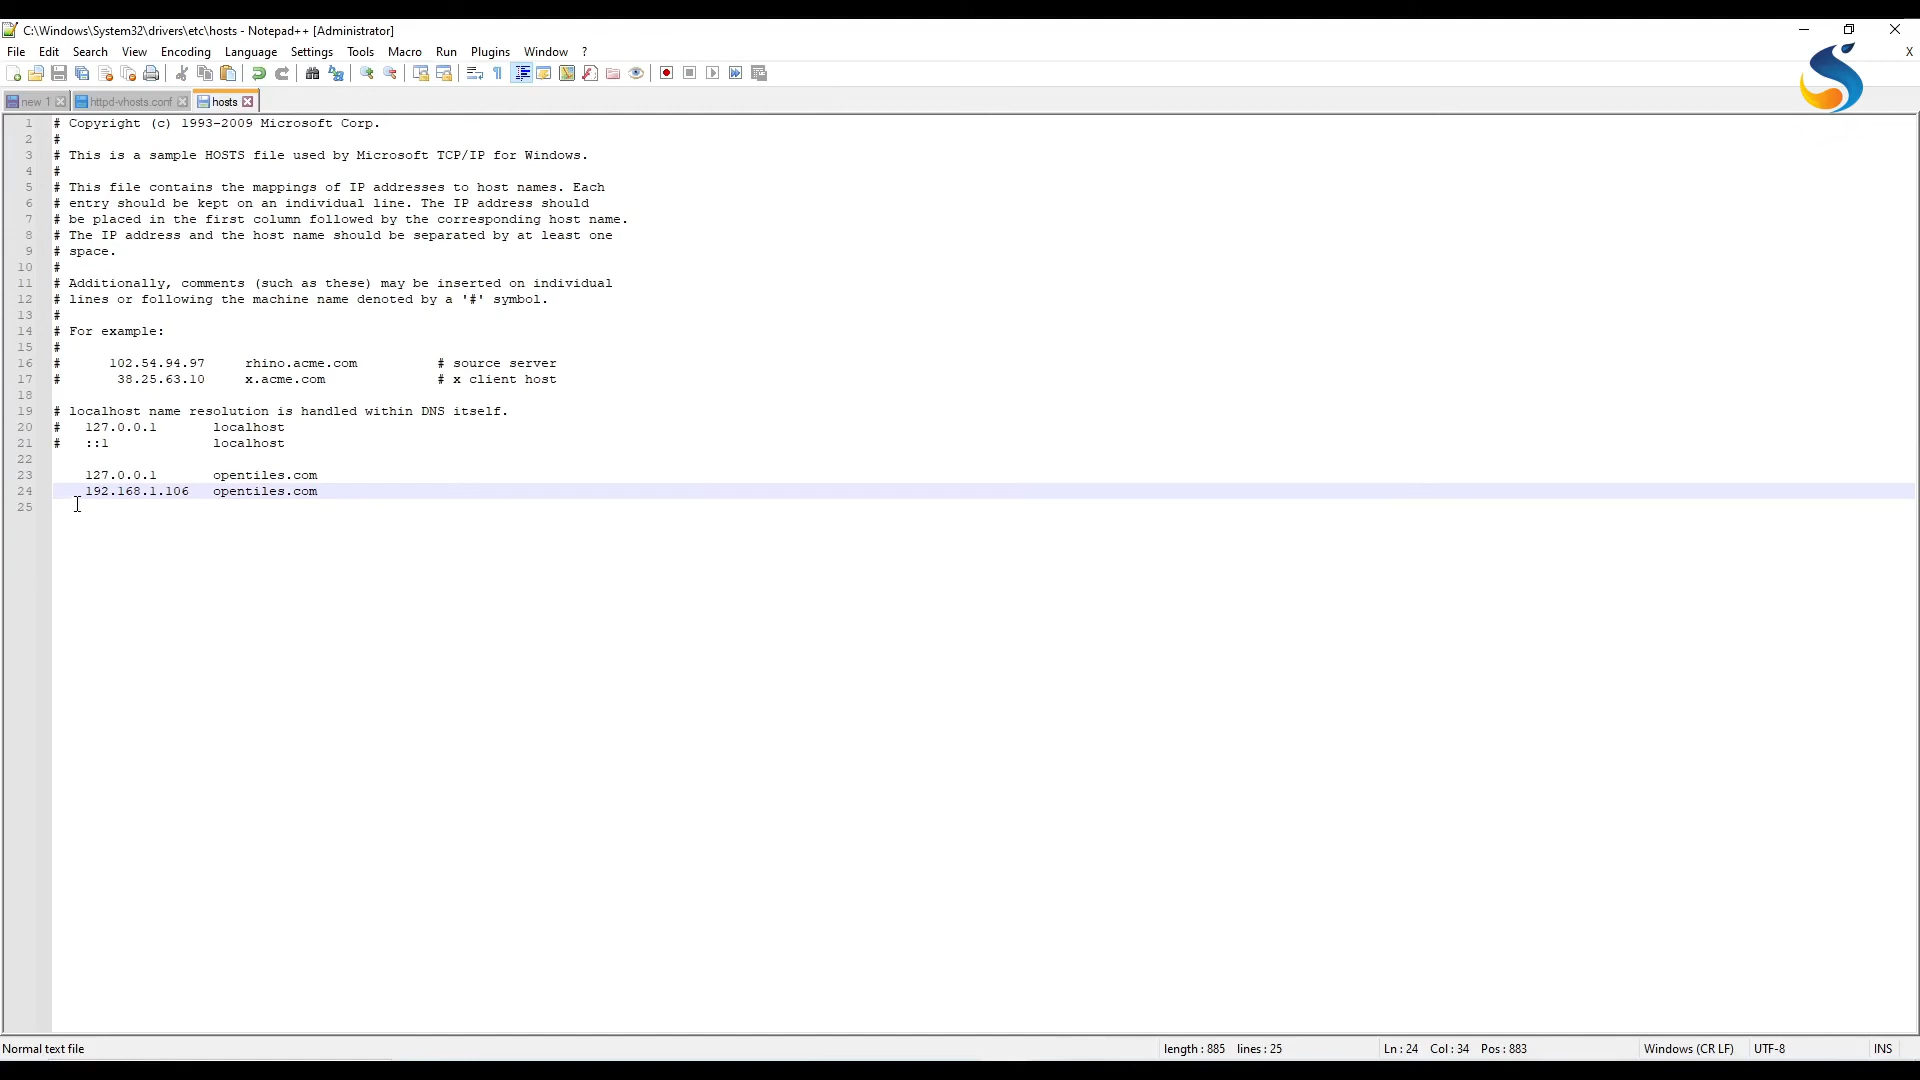 C:\Windows\System32\drivers\etc\hosts - Notepad++ [Administrator]
File Edit Search View Encoding Language Settings Tools Macro Run Plugins Window ? X
new 1 httpd-vhosts.conf hosts
1 # Copyright (c) 1993-2009 Microsoft Corp.
2 #
3 # This is a sample HOSTS file used by Microsoft TCP/IP for Windows.
4 #
5 # This file contains the mappings of IP addresses to host names. Each
6 # entry should be kept on an individual line. The IP address should
7 # be placed in the first column followed by the corresponding host name.
8 # The IP address and the host name should be separated by at least one
9 # space.
10 #
11 # Additionally, comments (such as these) may be inserted on individual
12 # lines or following the machine name denoted by a '#' symbol.
13 #
14 # For example:
15 #
16 #      102.54.94.97     rhino.acme.com          # source server
17 #       38.25.63.10     x.acme.com              # x client host
18
19 # localhost name resolution is handled within DNS itself.
20 #   127.0.0.1       localhost
21 #   ::1             localhost
22
23     127.0.0.1       opentiles.com
24     192.168.1.106   opentiles.com
25
Normal text file length : 885 lines : 25 Ln : 24 Col : 34 Pos : 883 Windows (CR LF) UTF-8 INS